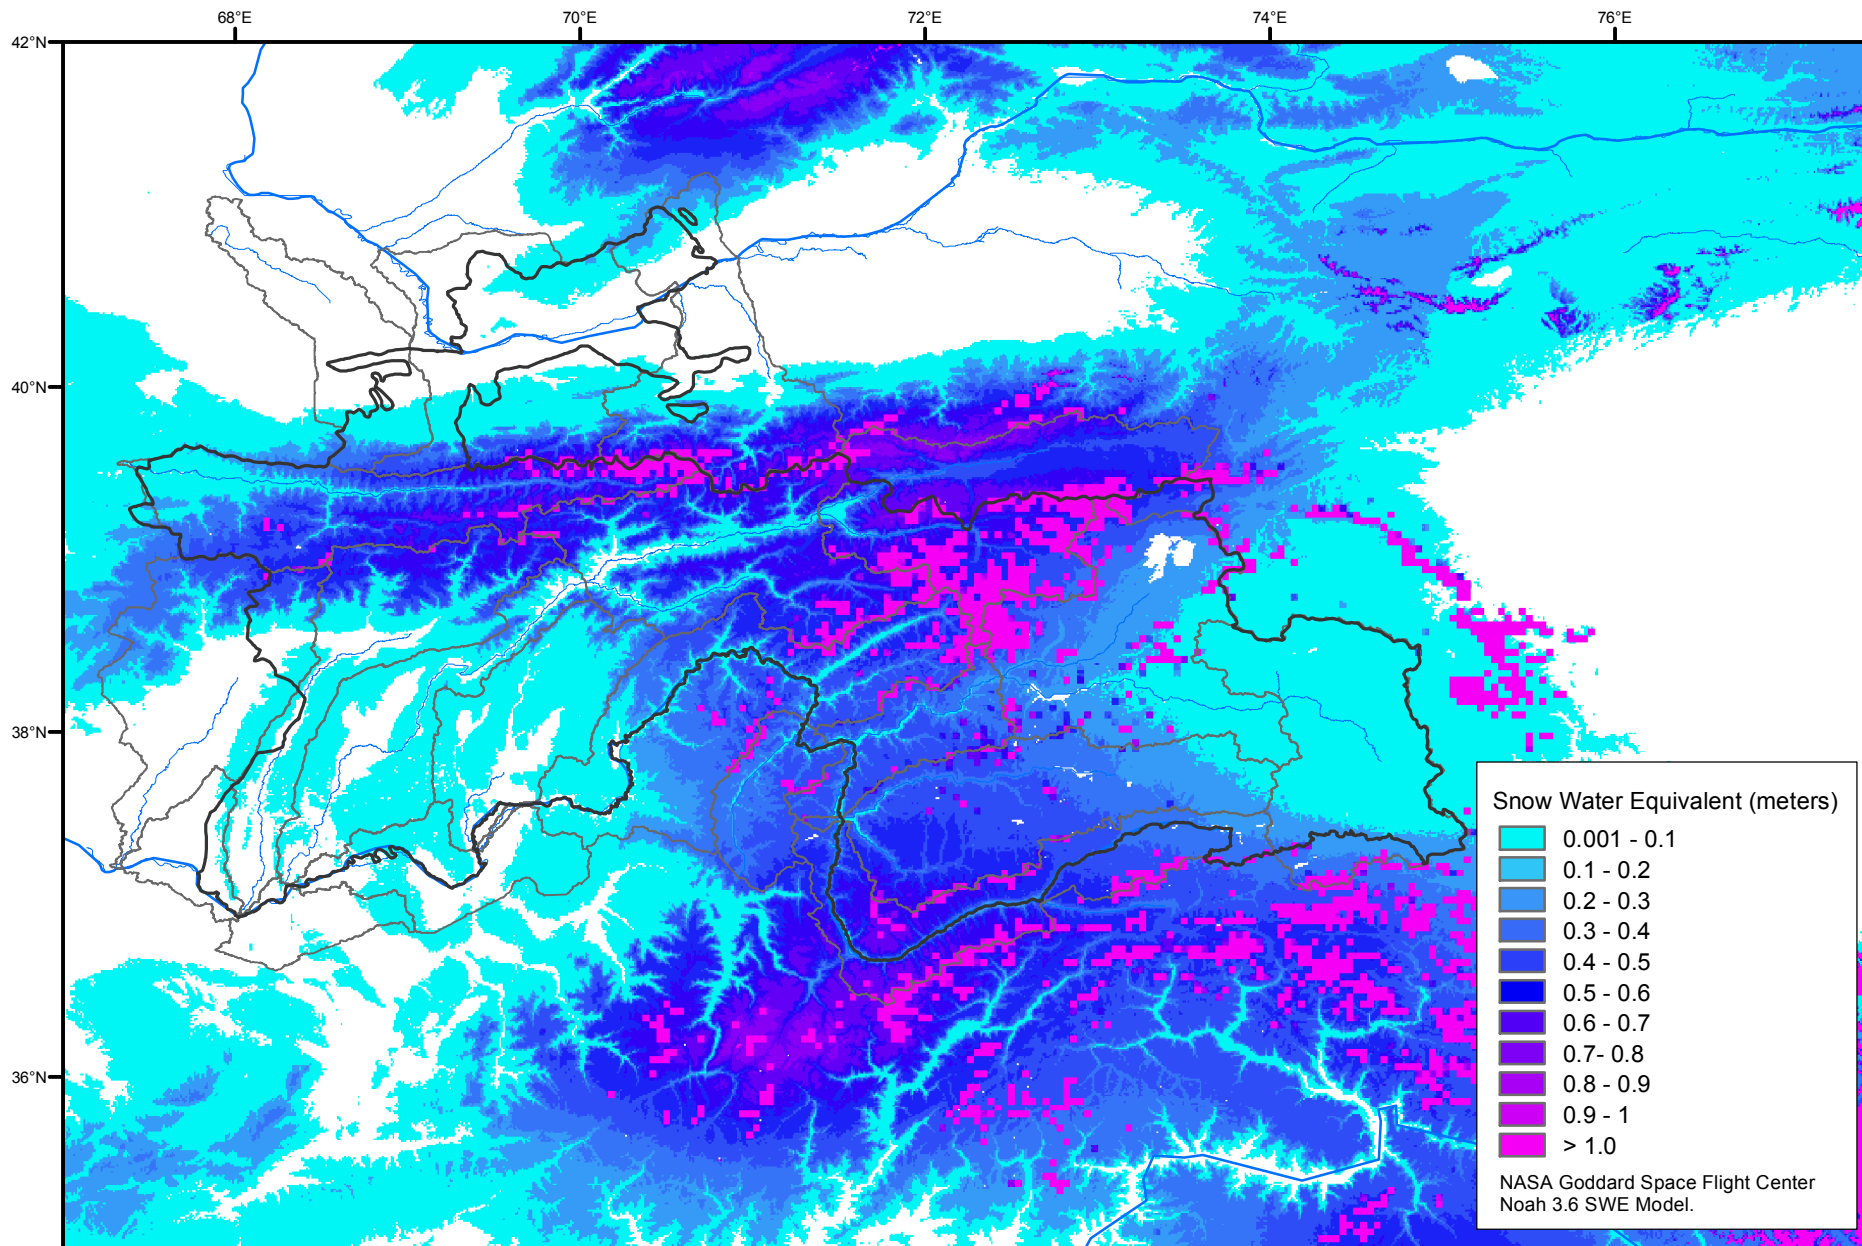 68°E
70°E
72°E
74°E
76°E
42°N
40°N
38°N
36°N
Snow Water Equivalent (meters)
0.001 - 0.1
0.1 - 0.2
0.2 - 0.3
0.3 - 0.4
0.4 - 0.5
0.5 - 0.6
0.6 - 0.7
0.7- 0.8
0.8 - 0.9
0.9 - 1
> 1.0
NASA Goddard Space Flight Center
Noah 3.6 SWE Model.